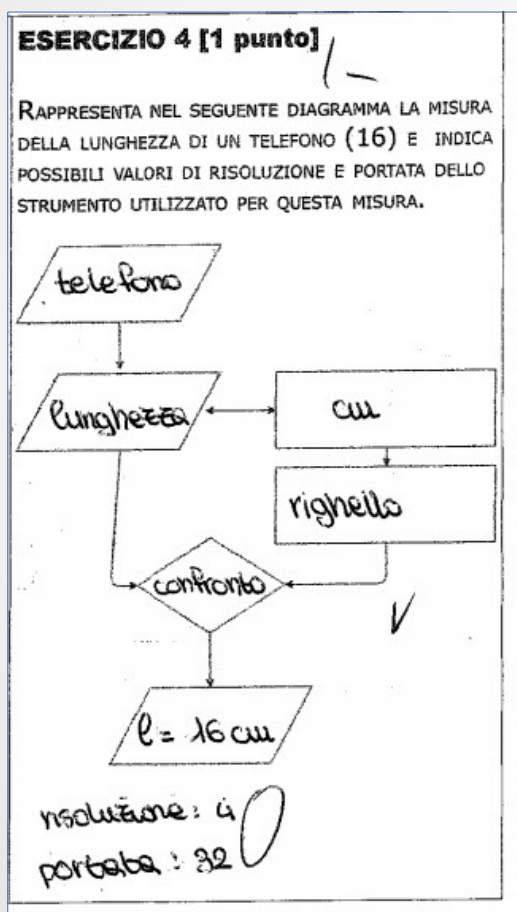 ESERCIZIO 4 [1 punto]
1-
RAPPRESENTA NEL SEGUENTE DIAGRAMMA LA MISURA
DELLA LUNGHEZZA DI UN TELEFONO (16) E INDICA
POSSIBILI VALORI DI RISOLUZIONE E PORTATA DELLO
STRUMENTO UTILIZZATO PER QUESTA MISURA.
telefono
lunghezza
cm
righello
confronto
l = 16 cm
risoluzione: 4
portata: 32